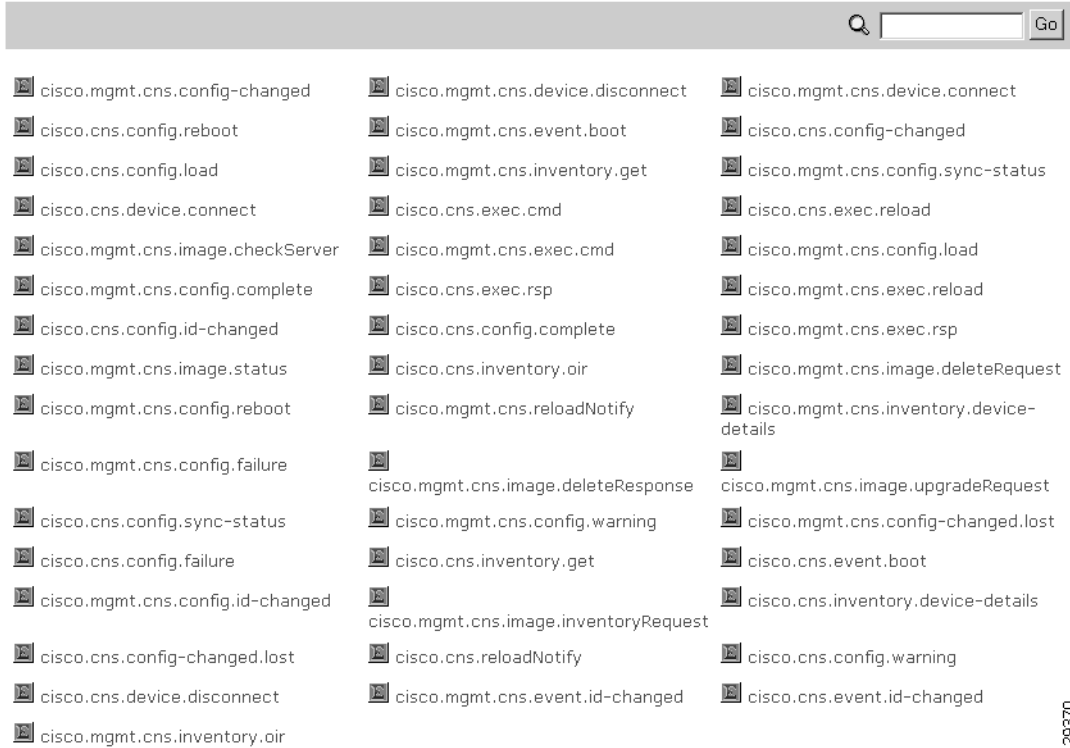 Go
cisco.mgmt.cns.config-changed
cisco.mgmt.cns.device.disconnect
cisco.mgmt.cns.device.connect
cisco.cns.config.reboot
cisco.mgmt.cns.event.boot
cisco.cns.config-changed
cisco.cns.config.load
cisco.mgmt.cns.inventory.get
cisco.mgmt.cns.config.sync-status
cisco.cns.device.connect
cisco.cns.exec.cmd
cisco.cns.exec.reload
cisco.mgmt.cns.image.checkServer
cisco.mgmt.cns.exec.cmd
cisco.mgmt.cns.config.load
cisco.mgmt.cns.config.complete
cisco.cns.exec.rsp
cisco.mgmt.cns.exec.reload
cisco.cns.config.id-changed
cisco.cns.config.complete
cisco.mgmt.cns.exec.rsp
cisco.mgmt.cns.image.status
cisco.cns.inventory.oir
cisco.mgmt.cns.image.deleteRequest
cisco.mgmt.cns.config.reboot
cisco.mgmt.cns.reloadNotify
cisco.mgmt.cns.inventory.device-
details
cisco.mgmt.cns.config.failure
cisco.mgmt.cns.image.deleteResponse
cisco.mgmt.cns.image.upgradeRequest
cisco.cns.config.sync-status
cisco.mgmt.cns.config.warning
cisco.mgmt.cns.config-changed.lost
cisco.cns.config.failure
cisco.cns.inventory.get
cisco.cns.event.boot
cisco.mgmt.cns.config.id-changed
cisco.mgmt.cns.image.inventoryRequest
cisco.cns.inventory.device-details
cisco.cns.config-changed.lost
cisco.cns.reloadNotify
cisco.cns.config.warning
cisco.cns.device.disconnect
cisco.mgmt.cns.event.id-changed
cisco.cns.event.id-changed
cisco.mgmt.cns.inventory.oir